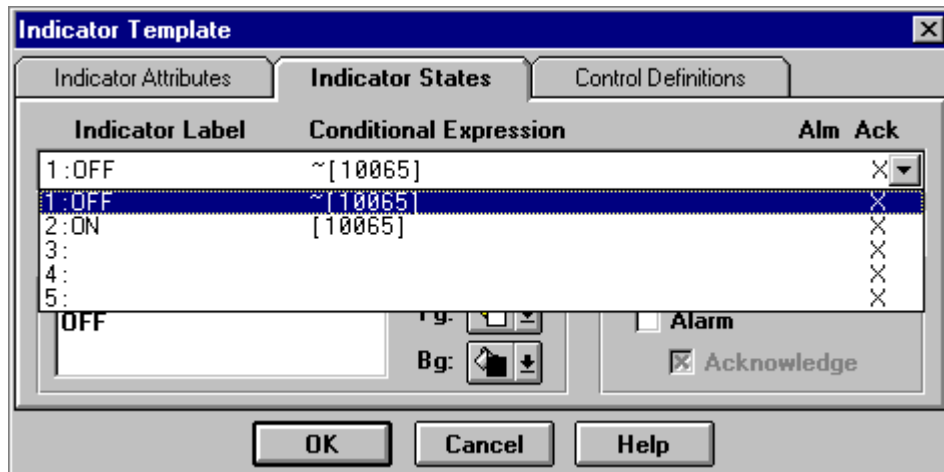 Indicator Template
Indicator Attributes Indicator States Control Definitions
Indicator Label Conditional Expression Alm Ack
1:OFF ~[10065] X
1:OFF ~[10065] X
2:ON [10065] X
3: X
4: X
5: X
OFF Alarm
Bg: Acknowledge
OK Cancel Help